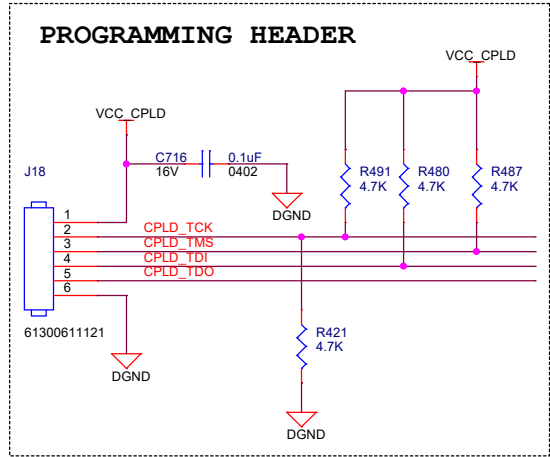 PROGRAMMING HEADER
VCC_CPLD
VCC_CPLD
C716
16V
0.1uF
0402
J18
R491
4.7K
R480
4.7K
R487
4.7K
DGND
1
2
3
4
5
6
CPLD_TCK
CPLD_TMS
CPLD_TDI
CPLD_TDO
61300611121
R421
4.7K
DGND
DGND